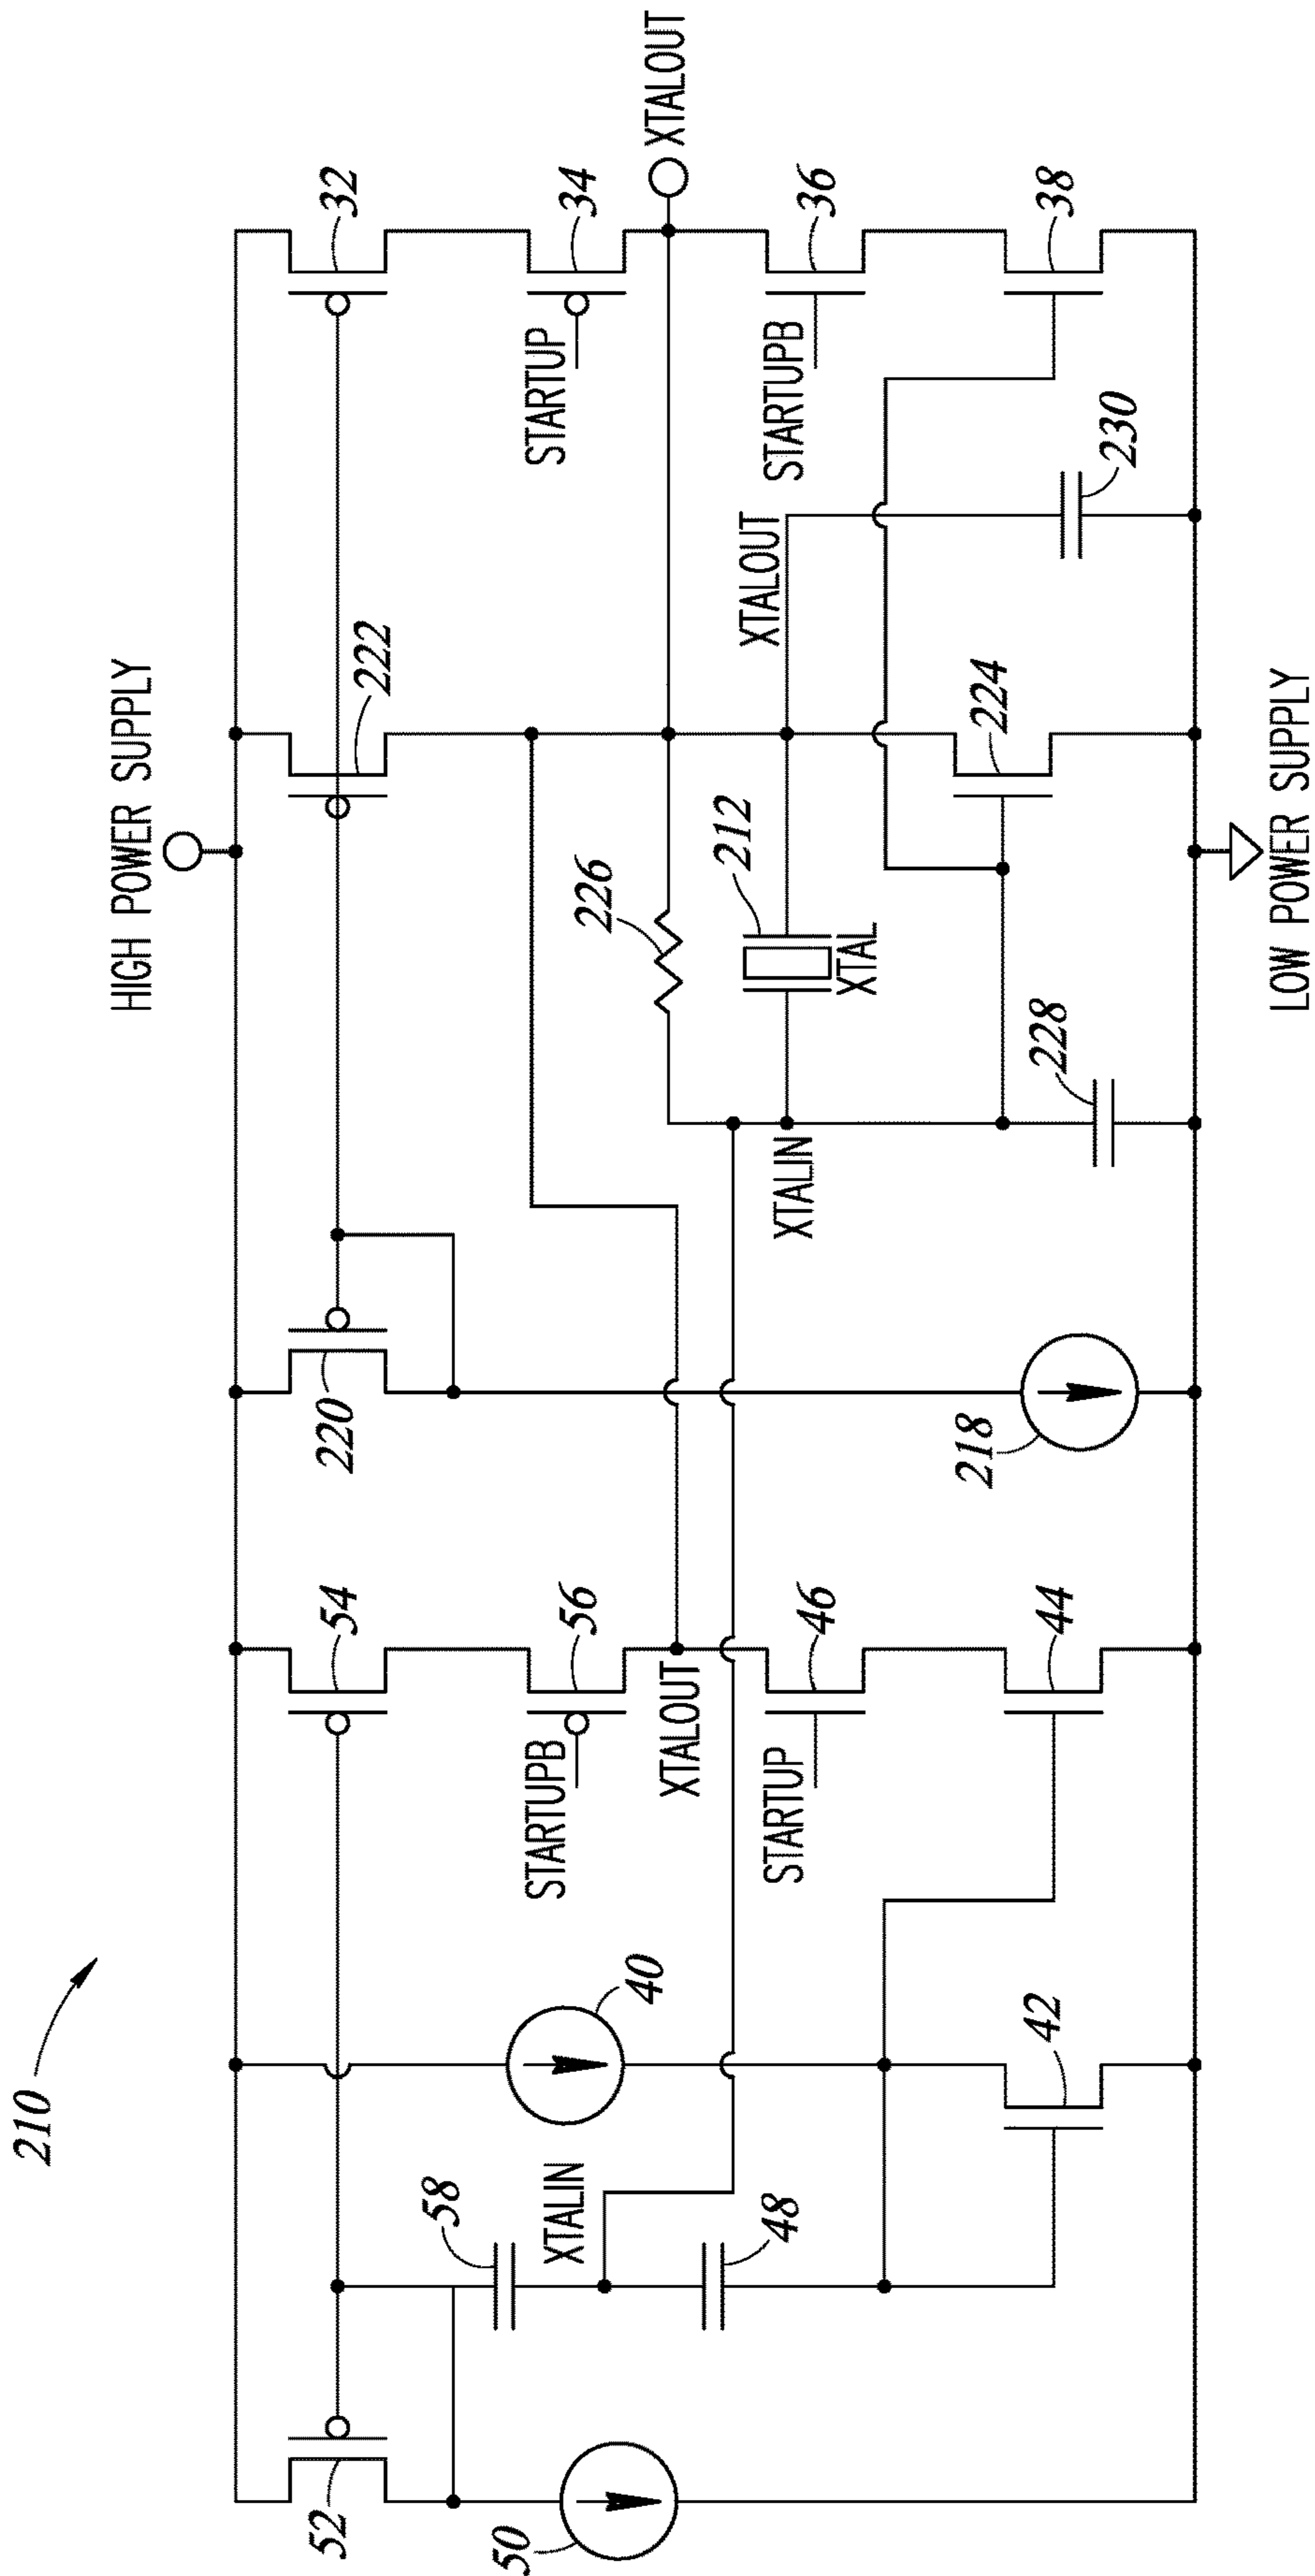 210
HIGH POWER SUPPLY
52
54
220
222
32
50
58
40
STARTUPB
56
STARTUP
34
XTALIN
XTALOUT
226
XTALOUT
48
STARTUP
46
XTALIN
212
XTAL
XTALOUT
STARTUPB
36
42
44
218
228
224
230
38
LOW POWER SUPPLY